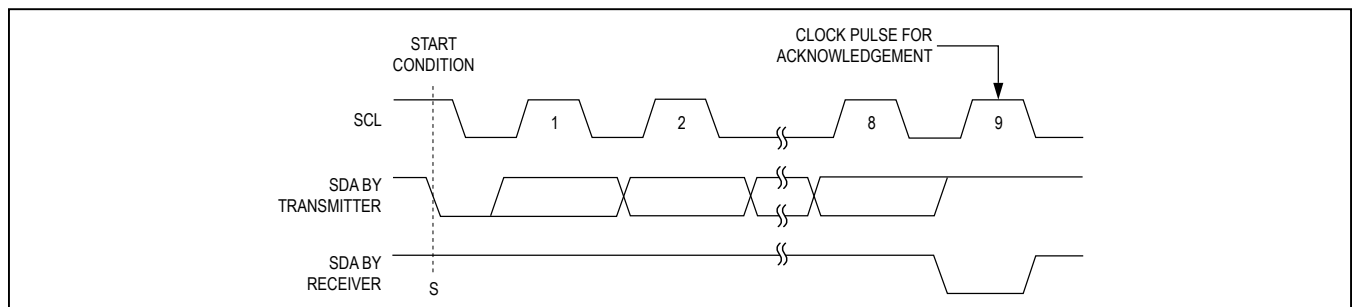 START
CONDITION
CLOCK PULSE FOR
ACKNOWLEDGEMENT
SCL
1
2
8
9
SDA BY
TRANSMITTER
SDA BY
RECEIVER
S